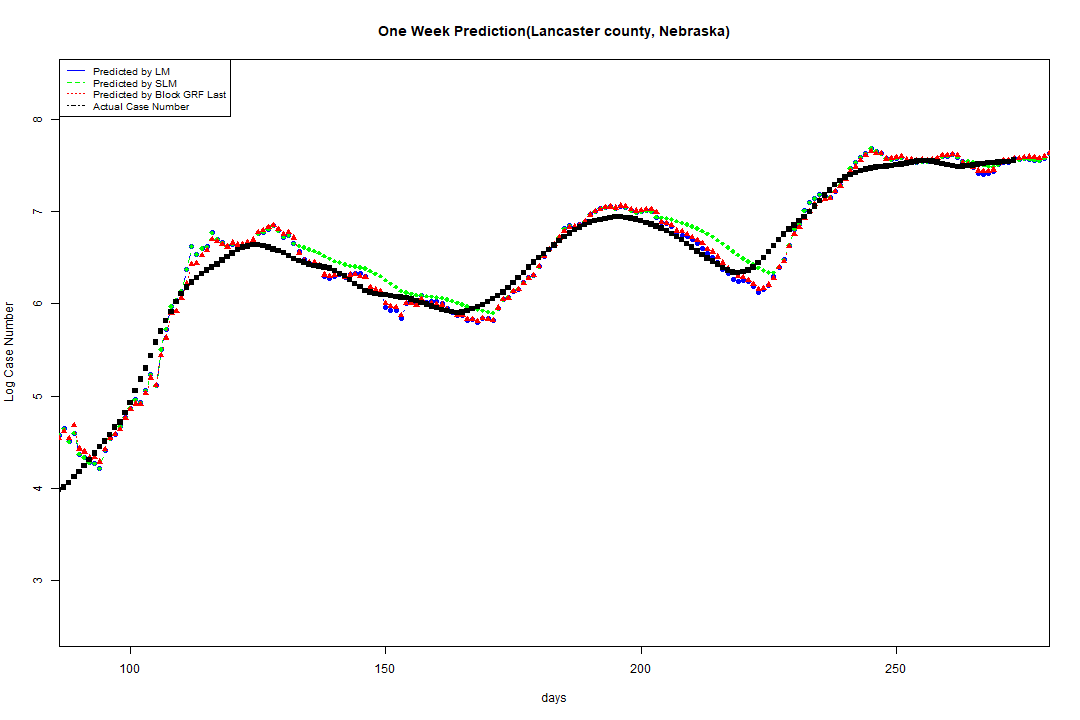 One Week Prediction(Lancaster county, Nebraska)
Predicted by LM
Predicted by SLM
Predicted by Block GRF Last
Actual Case Number
8
7
6
5
4
3
Log Case Number
100 150 200 250
days